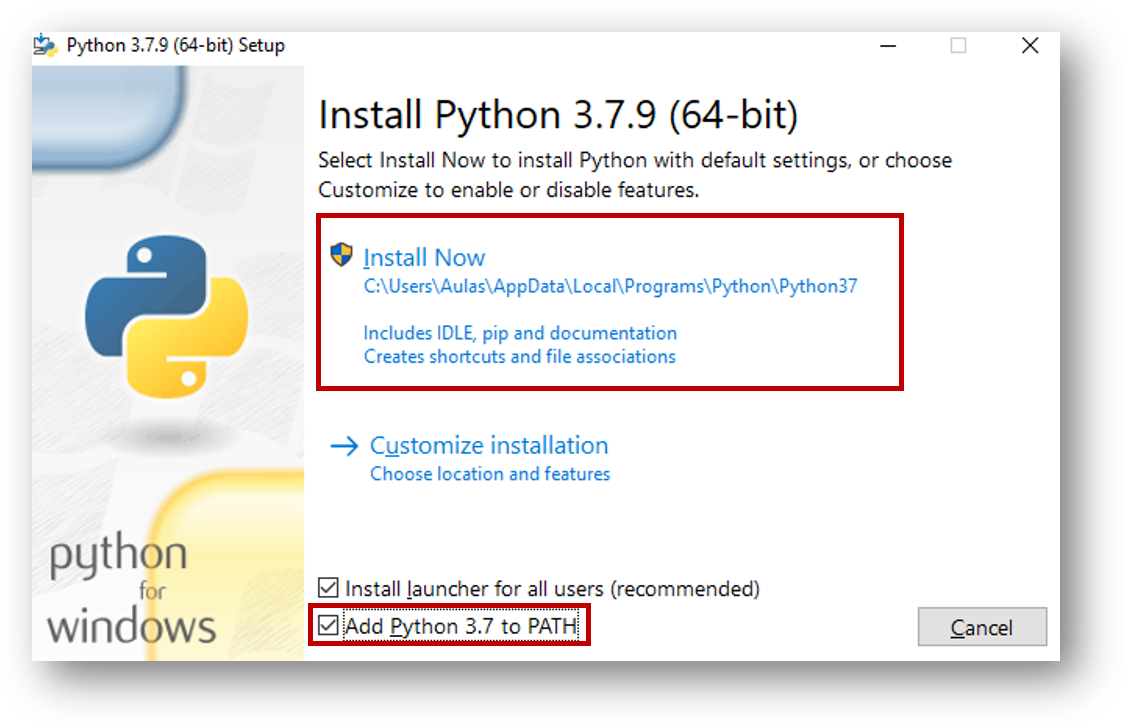 Python 3.7.9 (64-bit) Setup
Install Python 3.7.9 (64-bit)
Select Install Now to install Python with default settings, or choose
Customize to enable or disable features.
Install Now
C:\Users\Aulas\AppData\Local\Programs\Python\Python37
Includes IDLE, pip and documentation
Creates shortcuts and file associations
Customize installation
Choose location and features
python
for
windows
Install launcher for all users (recommended)
Add Python 3.7 to PATH
Cancel